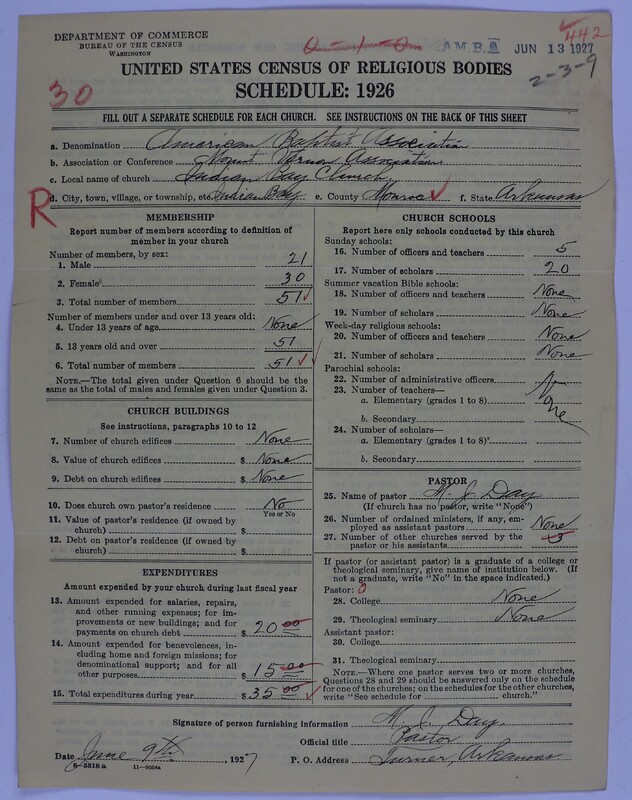 442
DEPARTMENT OF COMMERCE
BUREAU OF THE CENSUS
WASHINGTON
0-1-0
A.M.B.A
JUN 13 1927
2-3-9
UNITED STATES CENSUS OF RELIGIOUS BODIES
30
SCHEDULE: 1926
FILL OUT A SEPARATE SCHEDULE FOR EACH CHURCH. SEE INSTRUCTIONS ON THE BACK OF THIS SHEET
a. Denomination American Baptist Association
b. Association or Conference Mount Vernon Association
c. Local name of church Indian Bay Church
R
d. City, town, village, or township, etc. Indian Bay e. County Monroe f. State Arkansas
MEMBERSHIP
Report number of members according to definition of
member in your church
Number of members, by sex:
1. Male 21
2. Female 30
3. Total number of members 51
Number of members under and over 13 years old:
4. Under 13 years of age None
5. 13 years old and over 51
6. Total number of members 51
NOTE.—The total given under Question 6 should be the
same as the total of males and females given under Question 3.
CHURCH BUILDINGS
See instructions, paragraphs 10 to 12
7. Number of church edifices None
8. Value of church edifices $ None
9. Debt on church edifices $ None
10. Does church own pastor's residence No
Yes or No
11. Value of pastor's residence (if owned by
church) $
12. Debt on pastor's residence (if owned by
church) $
EXPENDITURES
Amount expended by your church during last fiscal year
13. Amount expended for salaries, repairs,
and other running expenses; for im-
provements or new buildings; and for
payments on church debt $ 20 00
14. Amount expended for benevolences,
including home and foreign missions; for
denominational support; and for all
other purposes $ 15 00
15. Total expenditures during year $ 35 00
CHURCH SCHOOLS
Report here only schools conducted by this church
Sunday schools:
16. Number of officers and teachers 5
17. Number of scholars 20
Summer vacation Bible schools:
18. Number of officers and teachers None
19. Number of scholars None
Week-day religious schools:
20. Number of officers and teachers None
21. Number of scholars None
Parochial schools:
22. Number of administrative officers
23. Number of teachers—
a. Elementary (grades 1 to 8)
b. Secondary
24. Number of scholars—
a. Elementary (grades 1 to 8)
b. Secondary
PASTOR
25. Name of pastor M. J. Day
(If church has no pastor, write "None")
26. Number of ordained ministers, if any, em-
ployed as assistant pastors None
27. Number of other churches served by the
pastor or his assistants 3
If pastor (or assistant pastor) is a graduate of a college or
theological seminary, give name of institution below. (If
not a graduate, write "No" in the space indicated.)
Pastor: 0
28. College None
29. Theological seminary None
Assistant pastor:
30. College
31. Theological seminary
NOTE.—Where one pastor serves two or more churches,
Questions 28 and 29 should be answered only on the schedule
for one of the churches; on the schedules for the other churches,
write "See schedule for church."
Signature of person furnishing information M. J. Day
Official title Pastor
Date June 9th, 1927 P. O. Address Turner, Arkansas
8-5518 a 11-9054a